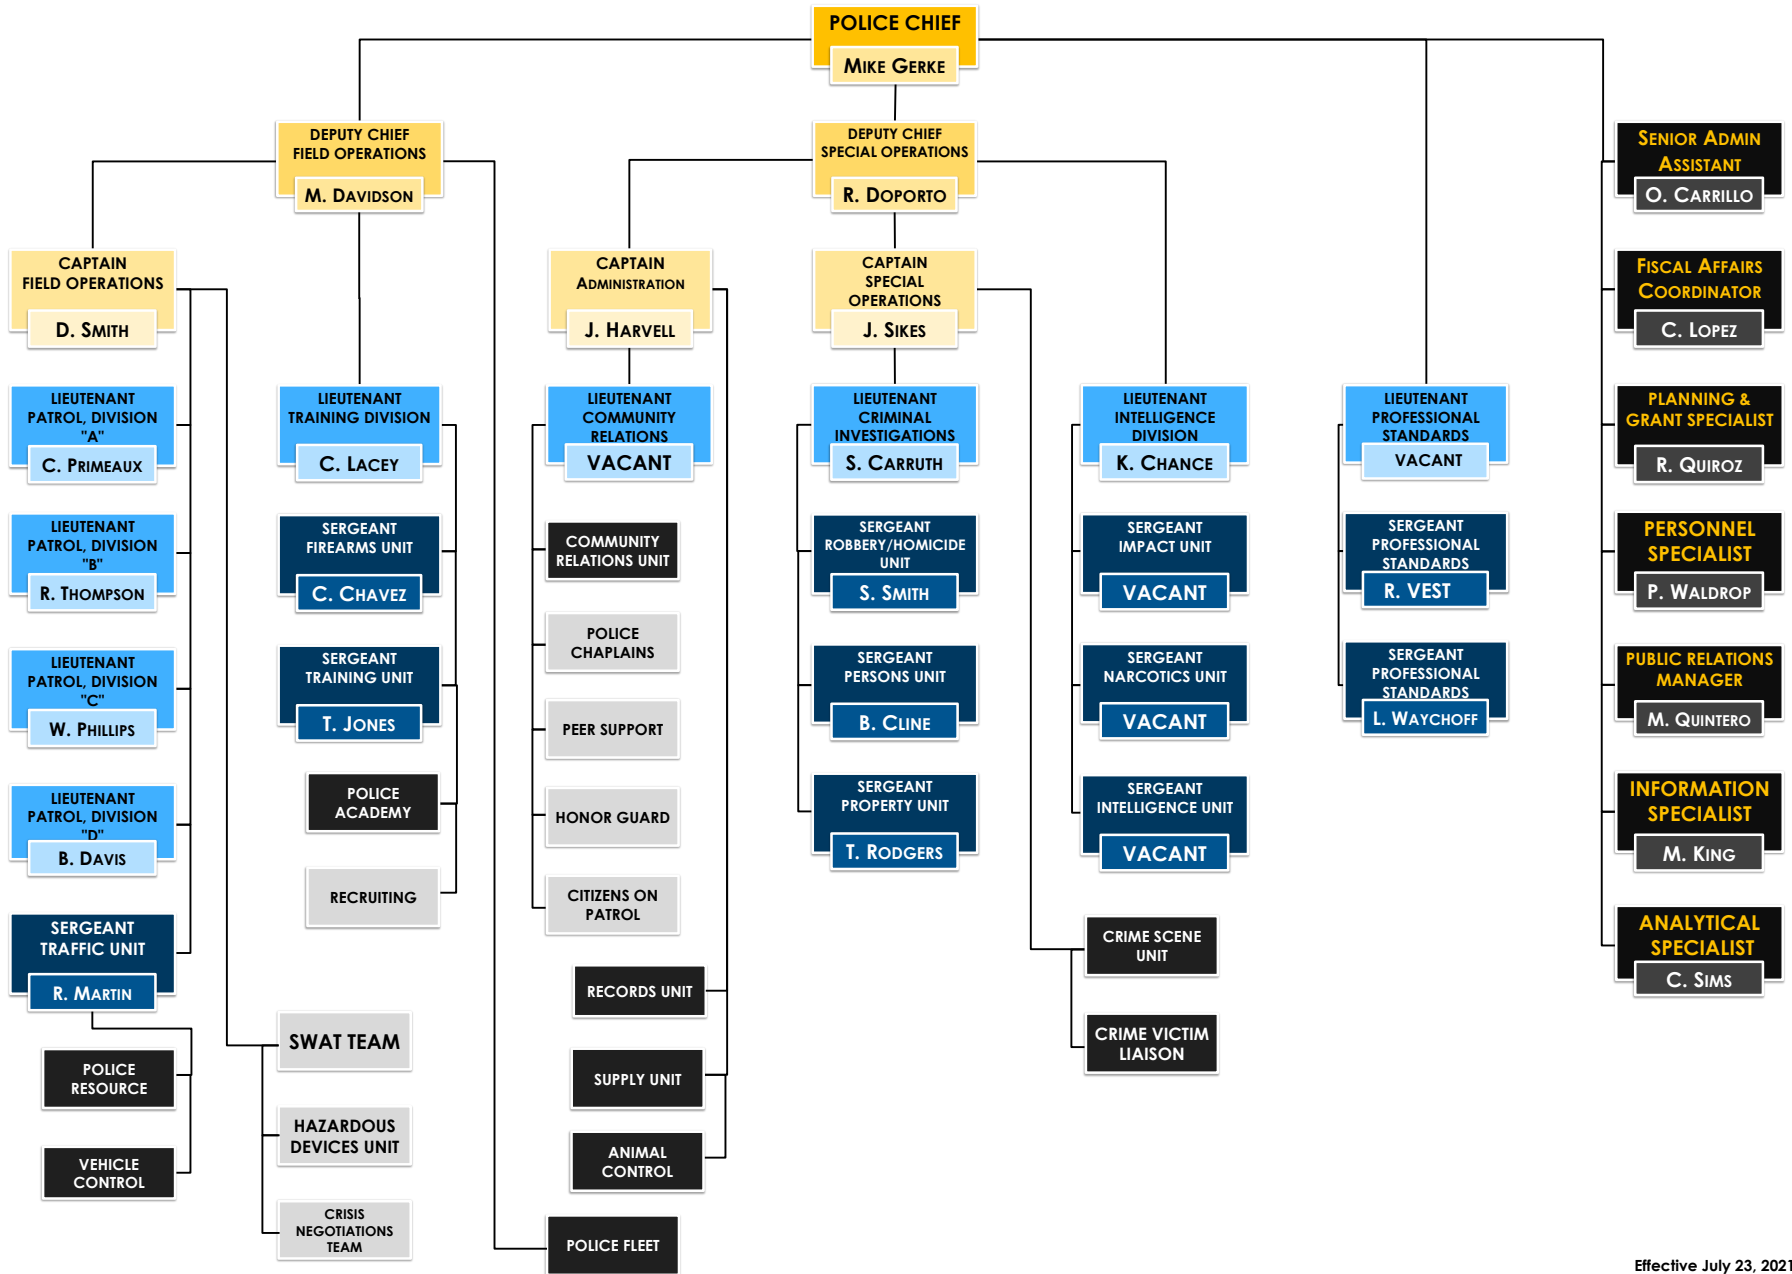 POLICE CHIEF
MIKE GERKE
DEPUTY CHIEF
FIELD OPERATIONS
M. DAVIDSON
DEPUTY CHIEF
SPECIAL OPERATIONS
R. DOPORTO
SENIOR ADMIN
ASSISTANT
O. CARRILLO
CAPTAIN
FIELD OPERATIONS
D. SMITH
CAPTAIN
ADMINISTRATION
J. HARVELL
CAPTAIN
SPECIAL
OPERATIONS
J. SIKES
FISCAL AFFAIRS
COORDINATOR
C. LOPEZ
LIEUTENANT
PATROL, DIVISION
"A"
C. PRIMEAUX
LIEUTENANT
TRAINING DIVISION
C. LACEY
LIEUTENANT
COMMUNITY
RELATIONS
VACANT
LIEUTENANT
CRIMINAL
INVESTIGATIONS
S. CARRUTH
LIEUTENANT
INTELLIGENCE
DIVISION
K. CHANCE
LIEUTENANT
PROFESSIONAL
STANDARDS
VACANT
PLANNING &
GRANT SPECIALIST
R. QUIROZ
LIEUTENANT
PATROL, DIVISION
"B"
R. THOMPSON
SERGEANT
FIREARMS UNIT
C. CHAVEZ
COMMUNITY
RELATIONS UNIT
SERGEANT
ROBBERY/HOMICIDE
UNIT
S. SMITH
SERGEANT
IMPACT UNIT
VACANT
SERGEANT
PROFESSIONAL
STANDARDS
R. VEST
PERSONNEL
SPECIALIST
P. WALDROP
LIEUTENANT
PATROL, DIVISION
"C"
W. PHILLIPS
SERGEANT
TRAINING UNIT
T. JONES
POLICE
CHAPLAINS
PEER SUPPORT
SERGEANT
PERSONS UNIT
B. CLINE
SERGEANT
NARCOTICS UNIT
VACANT
SERGEANT
PROFESSIONAL
STANDARDS
L. WAYCHOFF
PUBLIC RELATIONS
MANAGER
M. QUINTERO
LIEUTENANT
PATROL, DIVISION
"D"
B. DAVIS
POLICE
ACADEMY
HONOR GUARD
SERGEANT
PROPERTY UNIT
T. RODGERS
SERGEANT
INTELLIGENCE UNIT
VACANT
INFORMATION
SPECIALIST
M. KING
RECRUITING
CITIZENS ON
PATROL
SERGEANT
TRAFFIC UNIT
R. MARTIN
CRIME SCENE
UNIT
ANALYTICAL
SPECIALIST
C. SIMS
RECORDS UNIT
SWAT TEAM
CRIME VICTIM
LIAISON
POLICE
RESOURCE
SUPPLY UNIT
HAZARDOUS
DEVICES UNIT
VEHICLE
CONTROL
ANIMAL
CONTROL
CRISIS
NEGOTIATIONS
TEAM
POLICE FLEET
Effective July 23, 2021